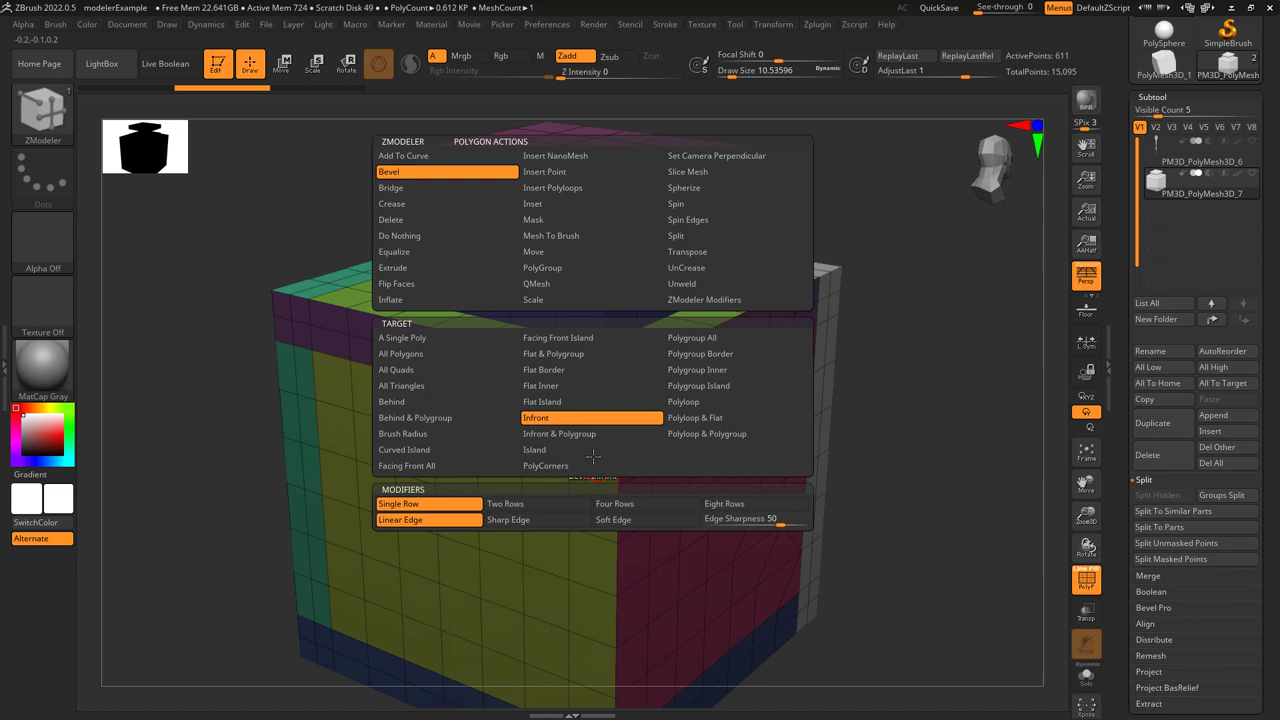 ZBrush 2022.0.5 modelerExample • Free Mem 22.641GB • Active Mem 724 • Scratch Disk 49 • PolyCount▸0.612 KP • MeshCount▸1 AC QuickSave See-through 0 Menus DefaultZScript
Alpha Brush Color Document Draw Dynamics Edit File Layer Light Macro Marker Material Movie Picker Preferences Render Stencil Stroke Texture Tool Transform Zplugin Zscript Help
-0.2,-0.1,0.2
Home Page LightBox Live Boolean Edit Draw Move Scale Rotate A Mrgb Rgb M Zadd Zsub Zcut Focal Shift 0 ReplayLast ReplayLastRel ActivePoints: 611
Rgb Intensity Z Intensity 0 Draw Size 10.53596 Dynamic AdjustLast 1 TotalPoints: 15,095
S D
PolySphere SimpleBrush
2
PolyMesh3D_1 PM3D_PolyMesh
1
ZModeler
Dots
Alpha Off
Texture Off
MatCap Gray
Gradient
SwitchColor
Alternate
ZMODELER POLYGON ACTIONS
Add To Curve Insert NanoMesh Set Camera Perpendicular
Bevel Insert Point Slice Mesh
Bridge Insert Polyloops Spherize
Crease Inset Spin
Delete Mask Spin Edges
Do Nothing Mesh To Brush Split
Equalize Move Transpose
Extrude PolyGroup UnCrease
Flip Faces QMesh Unweld
Inflate Scale ZModeler Modifiers
TARGET
A Single Poly Facing Front Island Polygroup All
All Polygons Flat & Polygroup Polygroup Border
All Quads Flat Border Polygroup Inner
All Triangles Flat Inner Polygroup Island
Behind Flat Island Polyloop
Behind & Polygroup Infront Polyloop & Flat
Brush Radius Infront & Polygroup Polyloop & Polygroup
Curved Island Island
Facing Front All PolyCorners
MODIFIERS
Single Row Two Rows Four Rows Eight Rows
Linear Edge Sharp Edge Soft Edge Edge Sharpness 50
BPR
SPix 3
Scroll
Zoom
Actual
AAHalf
Persp
Floor
L.Sym
XYZ
Frame
Move
Zoom3D
Rotate
Line Fill
PolyF
Transp
Ghost
Dynamic
Solo
Xpose
Subtool
Visible Count 5
V1 V2 V3 V4 V5 V6 V7 V8
PM3D_PolyMesh3D_6
PM3D_PolyMesh3D_7
List All
New Folder
Rename AutoReorder
All Low All High
All To Home All To Target
Copy Paste
Duplicate Append
Insert
Delete Del Other
Del All
Split
Split Hidden Groups Split
Split To Similar Parts
Split To Parts
Split Unmasked Points
Split Masked Points
Merge
Boolean
Bevel Pro
Align
Distribute
Remesh
Project
Project BasRelief
Extract